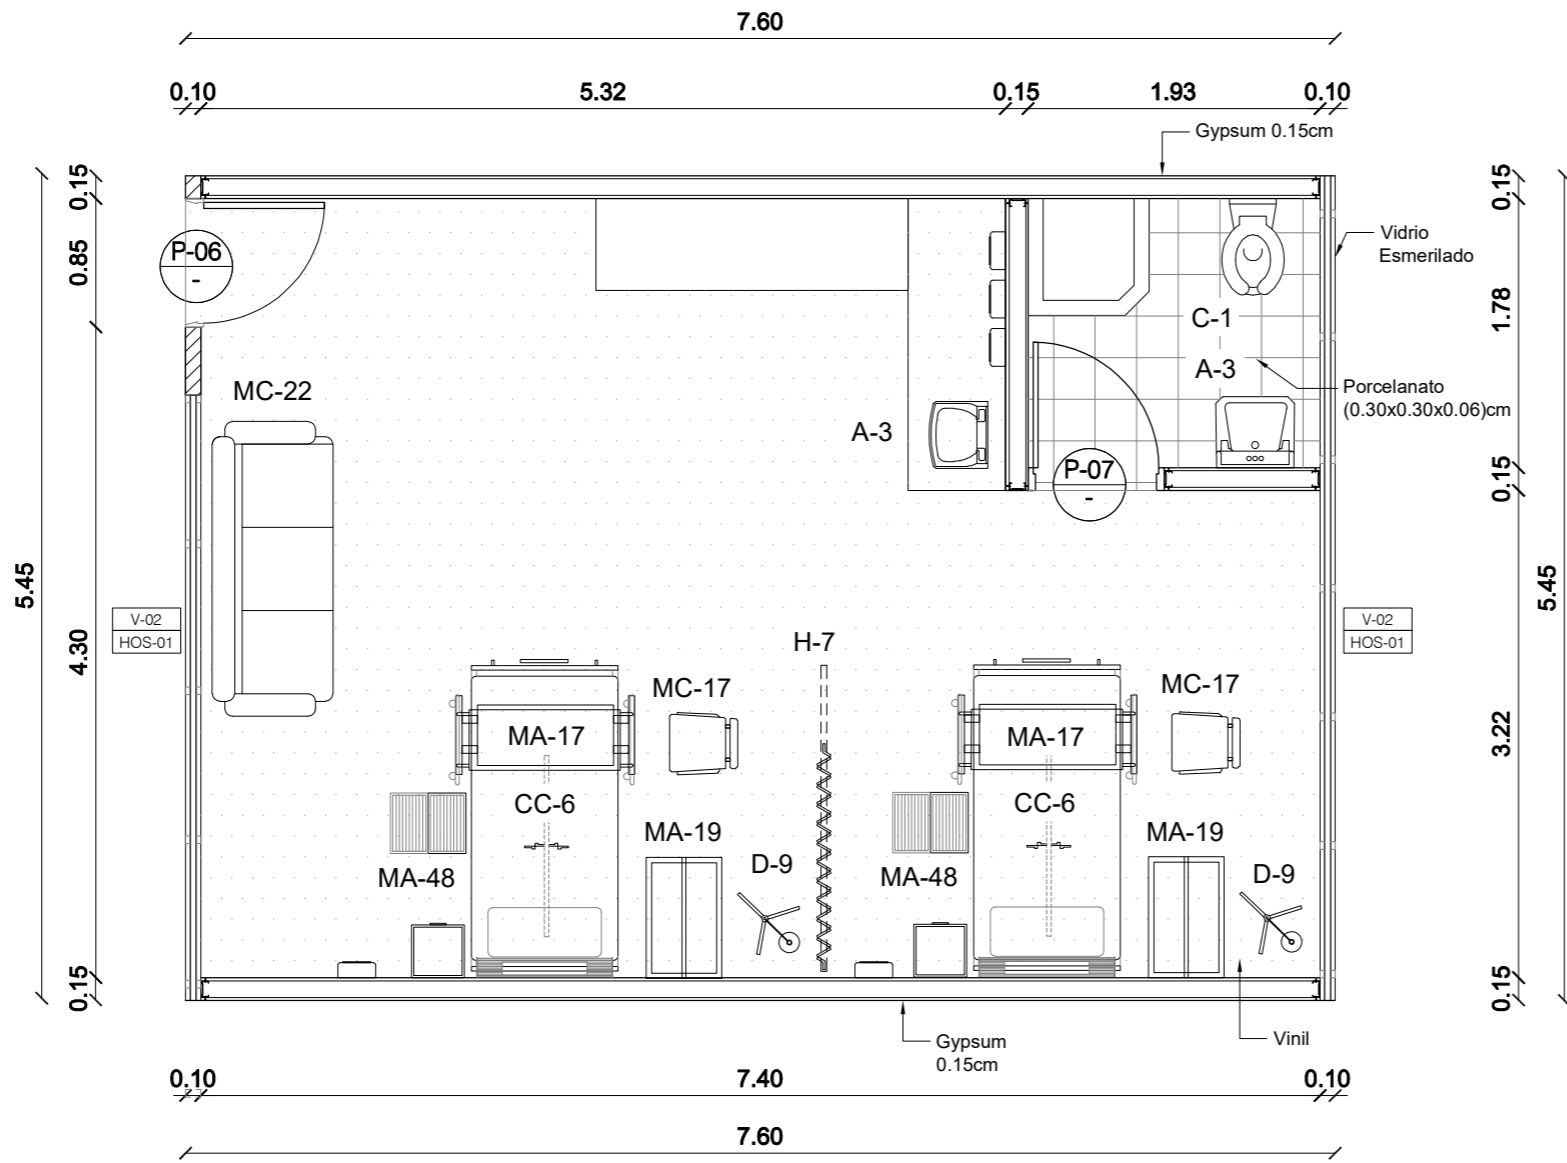 7.60
0.10
5.32
0.15
1.93
0.10
Gypsum 0.15cm
0.15
0.85
4.30
0.15
5.45
P-06
-
MC-22
A-3
C-1
A-3
P-07
-
Vidrio
Esmerilado
Porcelanato
(0.30x0.30x0.06)cm
0.15
1.78
0.15
3.22
0.15
5.45
V-02
HOS-01
V-02
HOS-01
H-7
MC-17
MA-17
CC-6
MA-19
MA-48
D-9
MC-17
MA-17
CC-6
MA-19
MA-48
D-9
Gypsum
0.15cm
Vinil
0.10
7.40
0.10
7.60